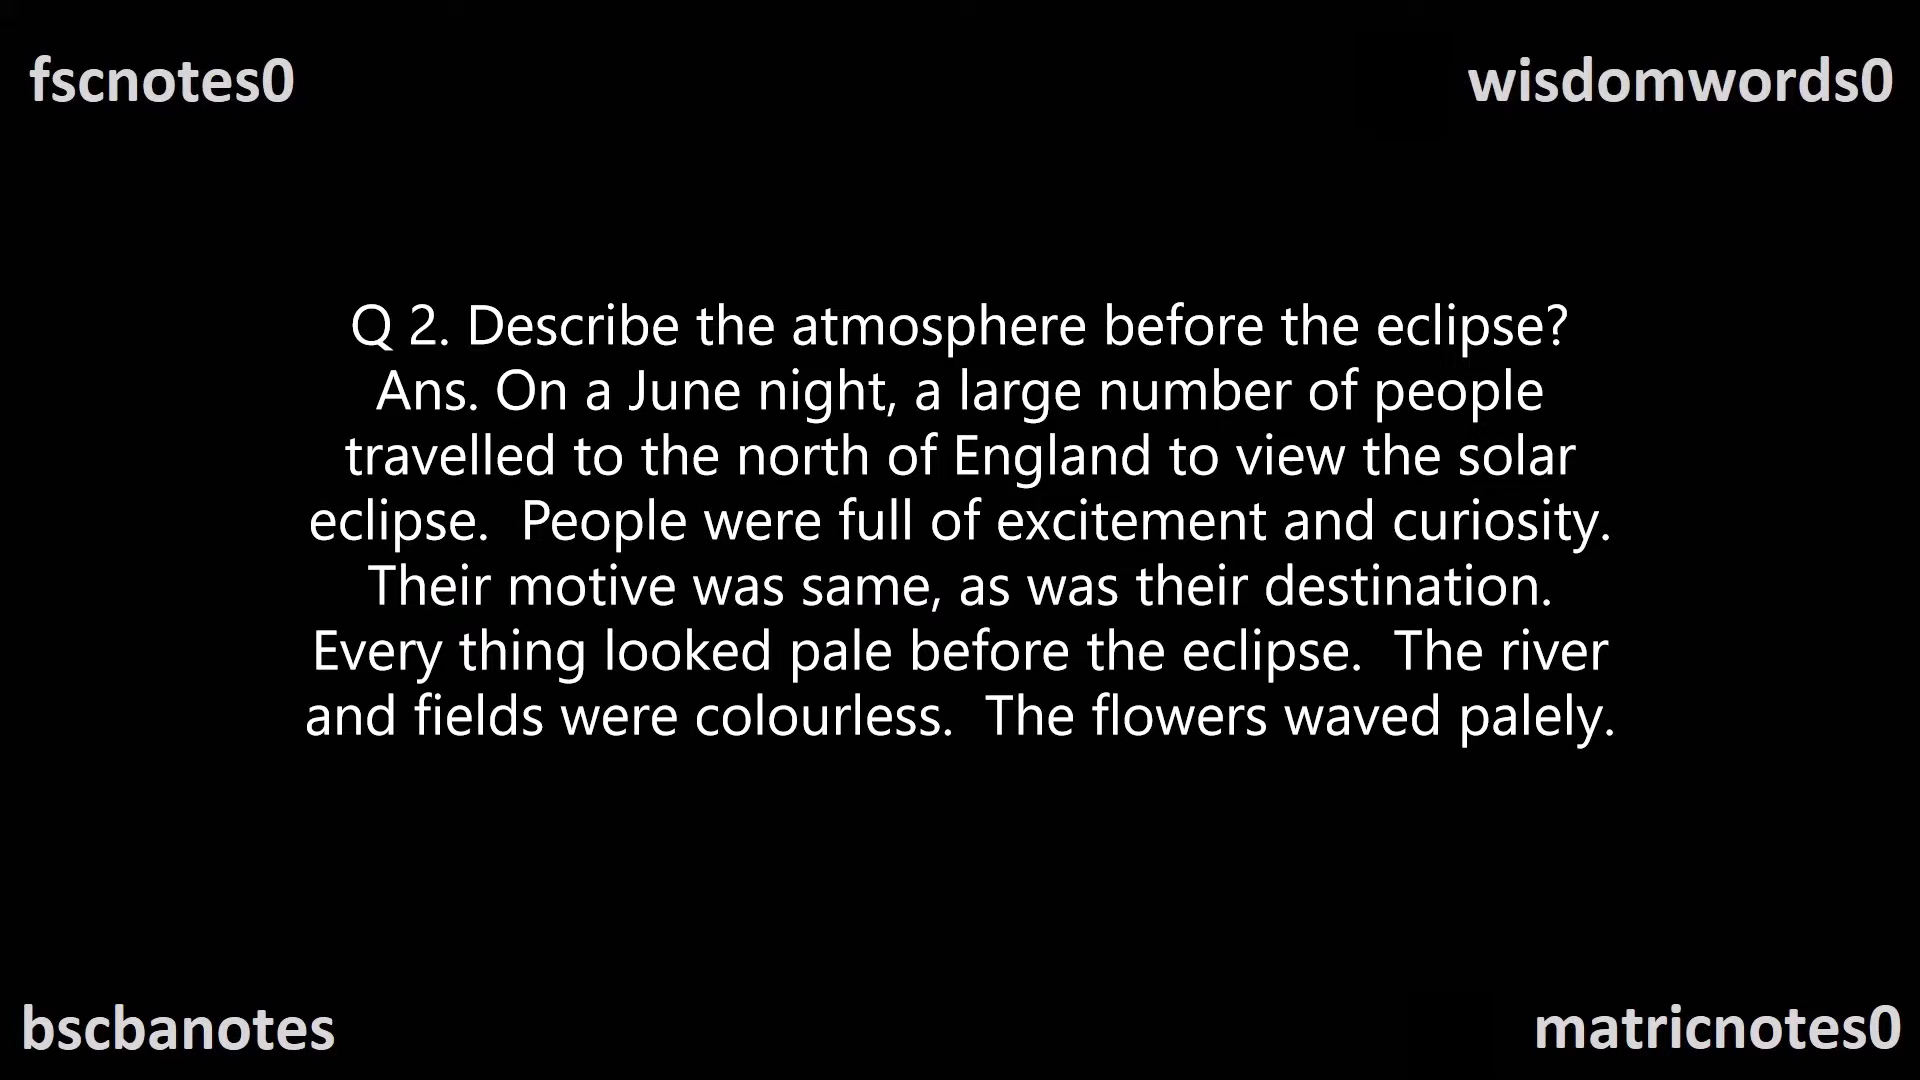 fscnotes0
wisdomwords0
Q 2. Describe the atmosphere before the eclipse?
Ans. On a June night, a large number of people
travelled to the north of England to view the solar
eclipse.  People were full of excitement and curiosity.
Their motive was same, as was their destination.
Every thing looked pale before the eclipse.  The river
and fields were colourless.  The flowers waved palely.
bscbanotes
matricnotes0